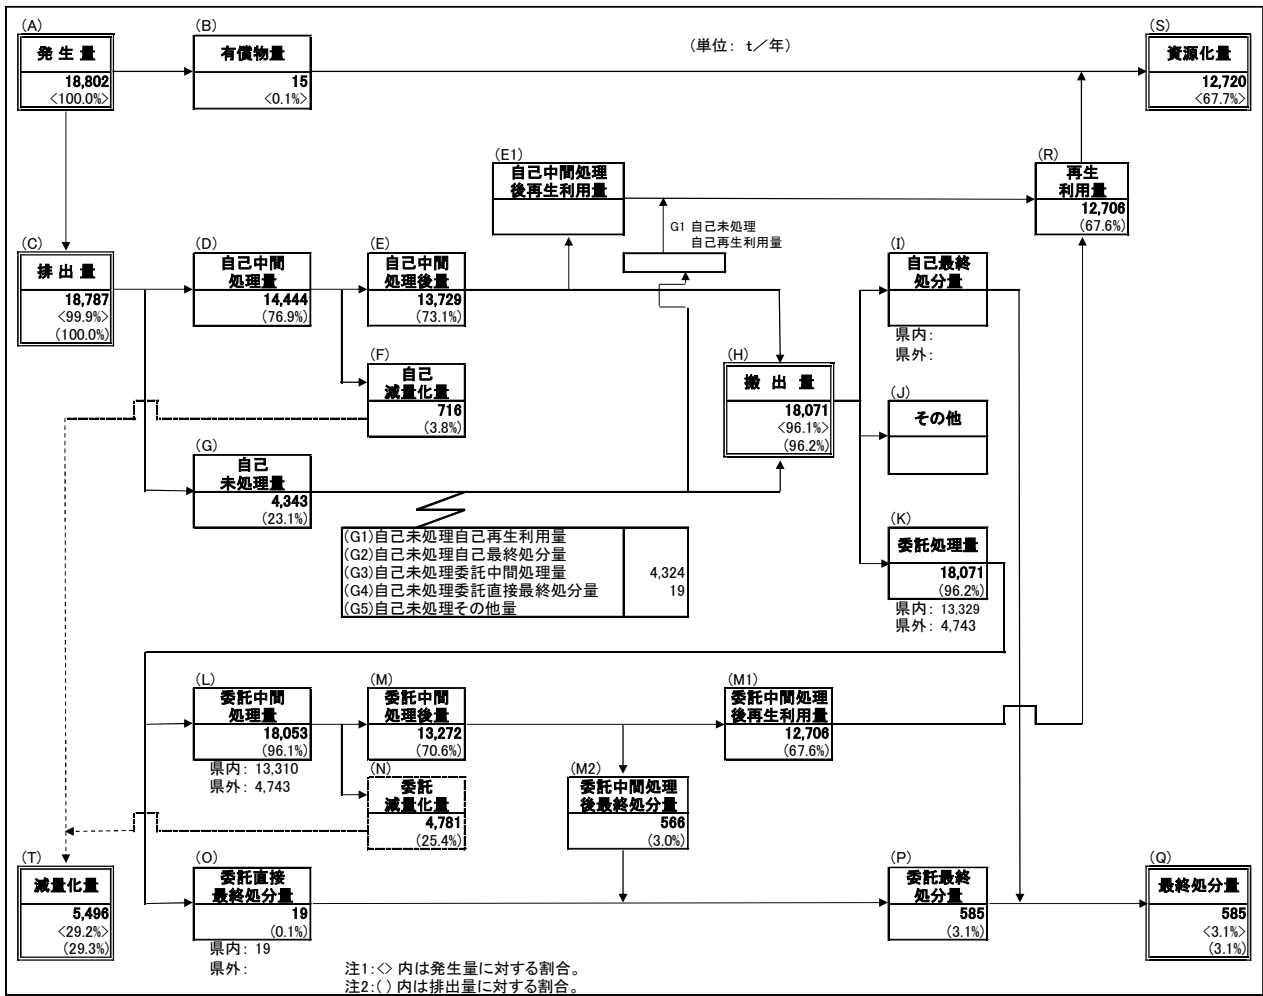 (A)
発 生 量
18,802
<100.0%>
(B)
有償物量
15
<0.1%>
(単位: t/年)
(S)
資源化量
12,720
<67.7%>
(E1)
自己中間処理
後再生利用量
(R)
再生
利用量
12,706
(67.6%)
G1 自己未処理
自己再生利用量
(C)
排 出 量
18,787
<99.9%>
(100.0%)
(D)
自己中間
処理量
14,444
(76.9%)
(E)
自己中間
処理後量
13,729
(73.1%)
(I)
自己最終
処分量
県内:
県外:
(F)
自己
減量化量
716
(3.8%)
(H)
搬 出 量
18,071
<96.1%>
(96.2%)
(J)
その他
(G)
自己
未処理量
4,343
(23.1%)
(G1)自己未処理自己再生利用量
(G2)自己未処理自己最終処分量
(G3)自己未処理委託中間処理量 4,324
(G4)自己未処理委託直接最終処分量 19
(G5)自己未処理その他量
(K)
委託処理量
18,071
(96.2%)
県内: 13,329
県外: 4,743
(L)
委託中間
処理量
18,053
(96.1%)
県内: 13,310
県外: 4,743
(M)
委託中間
処理後量
13,272
(70.6%)
(M1)
委託中間処理
後再生利用量
12,706
(67.6%)
(N)
委託
減量化量
4,781
(25.4%)
(M2)
委託中間処理
後最終処分量
566
(3.0%)
(T)
減量化量
5,496
<29.2%>
(29.3%)
(O)
委託直接
最終処分量
19
(0.1%)
県内: 19
県外:
(P)
委託最終
処分量
585
(3.1%)
(Q)
最終処分量
585
<3.1%>
(3.1%)
注1:<> 内は発生量に対する割合。
注2:( ) 内は排出量に対する割合。